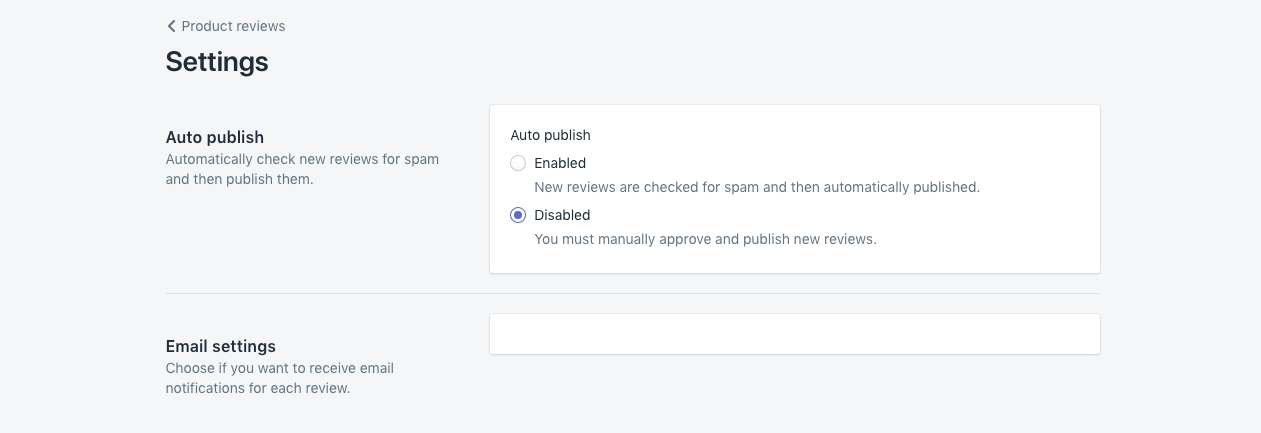 Product reviews
Settings
Auto publish
Automatically check new reviews for spam
and then publish them.
Auto publish
Enabled
New reviews are checked for spam and then automatically published.
Disabled
You must manually approve and publish new reviews.
Email settings
Choose if you want to receive email
notifications for each review.